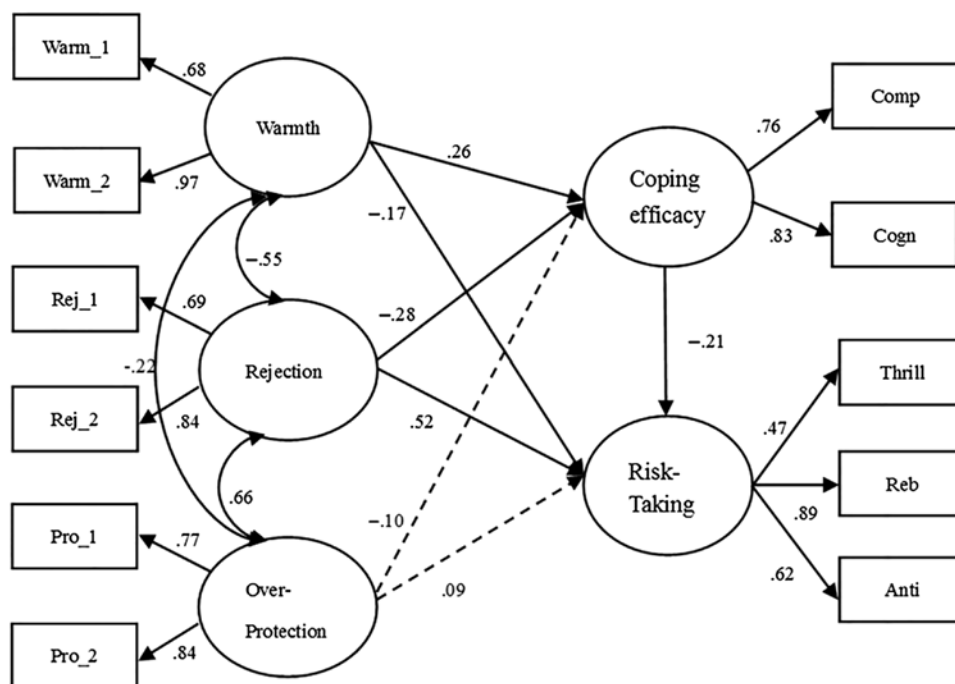 Warm_1
.68
Warmth
Warm_2
.97
.26
−.17
Coping
efficacy
.76
Comp
.83
Cogn
−.55
Rej_1
.69
-.22
Rejection
Rej_2
.84
−.28
.52
−.21
.66
Pro_1
.77
Over-
Protection
Pro_2
.84
−.10
.09
Risk-
Taking
.47
Thrill
.89
Reb
.62
Anti